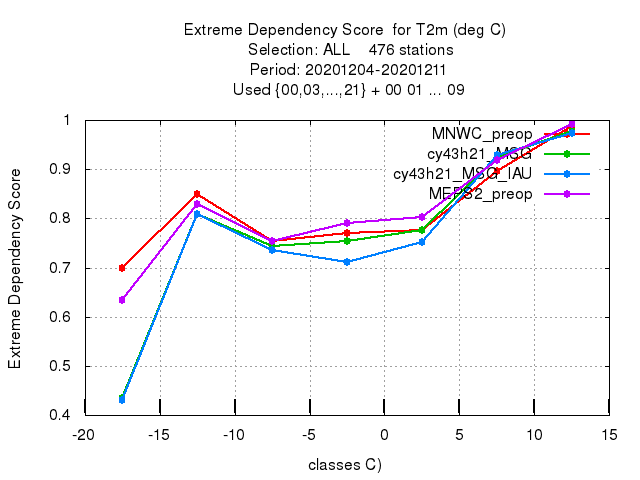 Extreme Dependency Score  for T2m (deg C)
Selection: ALL    476 stations
Period: 20201204-20201211
Used {00,03,...,21} + 00 01 ... 09
Extreme Dependency Score
1
0.9
0.8
0.7
0.6
0.5
0.4
MNWC_preop
cy43h21_MSG
cy43h21_MSG_IAU
MEPS2_preop
-20 -15 -10 -5 0 5 10 15
classes C)